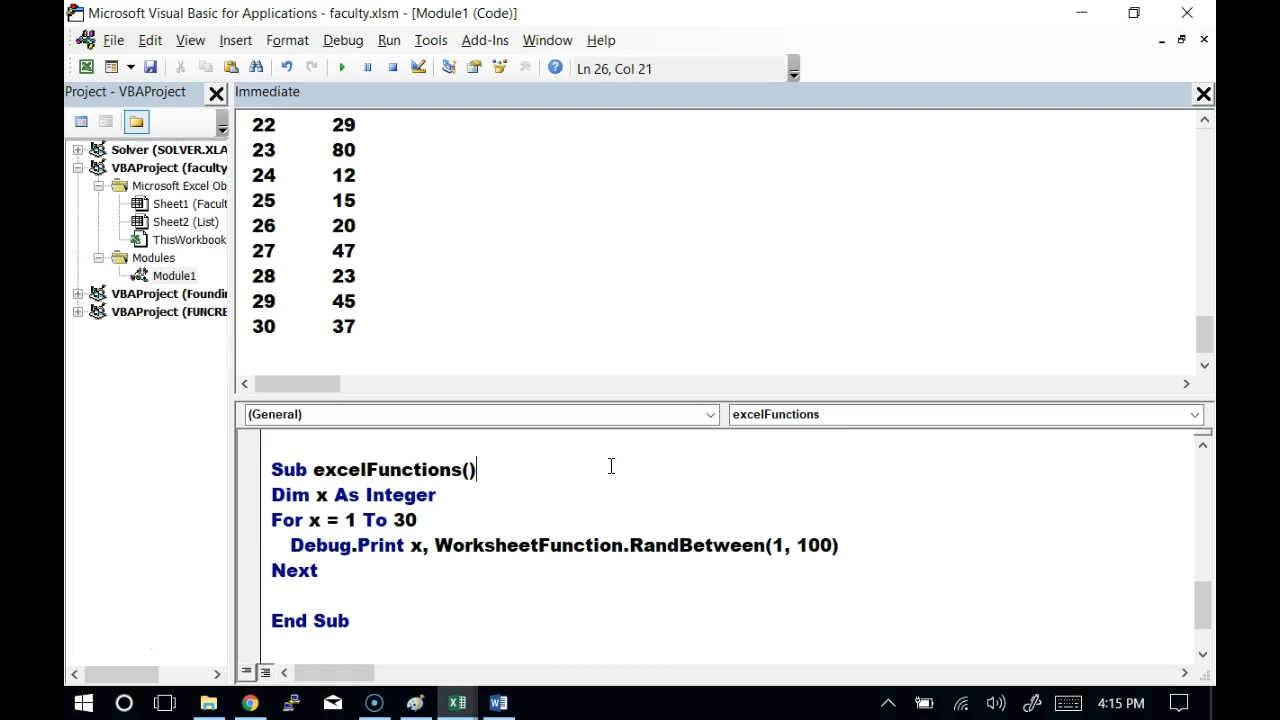 Microsoft Visual Basic for Applications - faculty.xlsm - [Module1 (Code)]
File Edit View Insert Format Debug Run Tools Add-Ins Window Help
Ln 26, Col 21
Project - VBAProject
Immediate
Solver (SOLVER.XLA
VBAProject (faculty
Microsoft Excel Ob
Sheet1 (Facult
Sheet2 (List)
ThisWorkbook
Modules
Module1
VBAProject (Foundin
VBAProject (FUNCRE
22 29
23 80
24 12
25 15
26 20
27 47
28 23
29 45
30 37
(General) excelFunctions
Sub excelFunctions()
Dim x As Integer
For x = 1 To 30
Debug.Print x, WorksheetFunction.RandBetween(1, 100)
Next
End Sub
4:15 PM